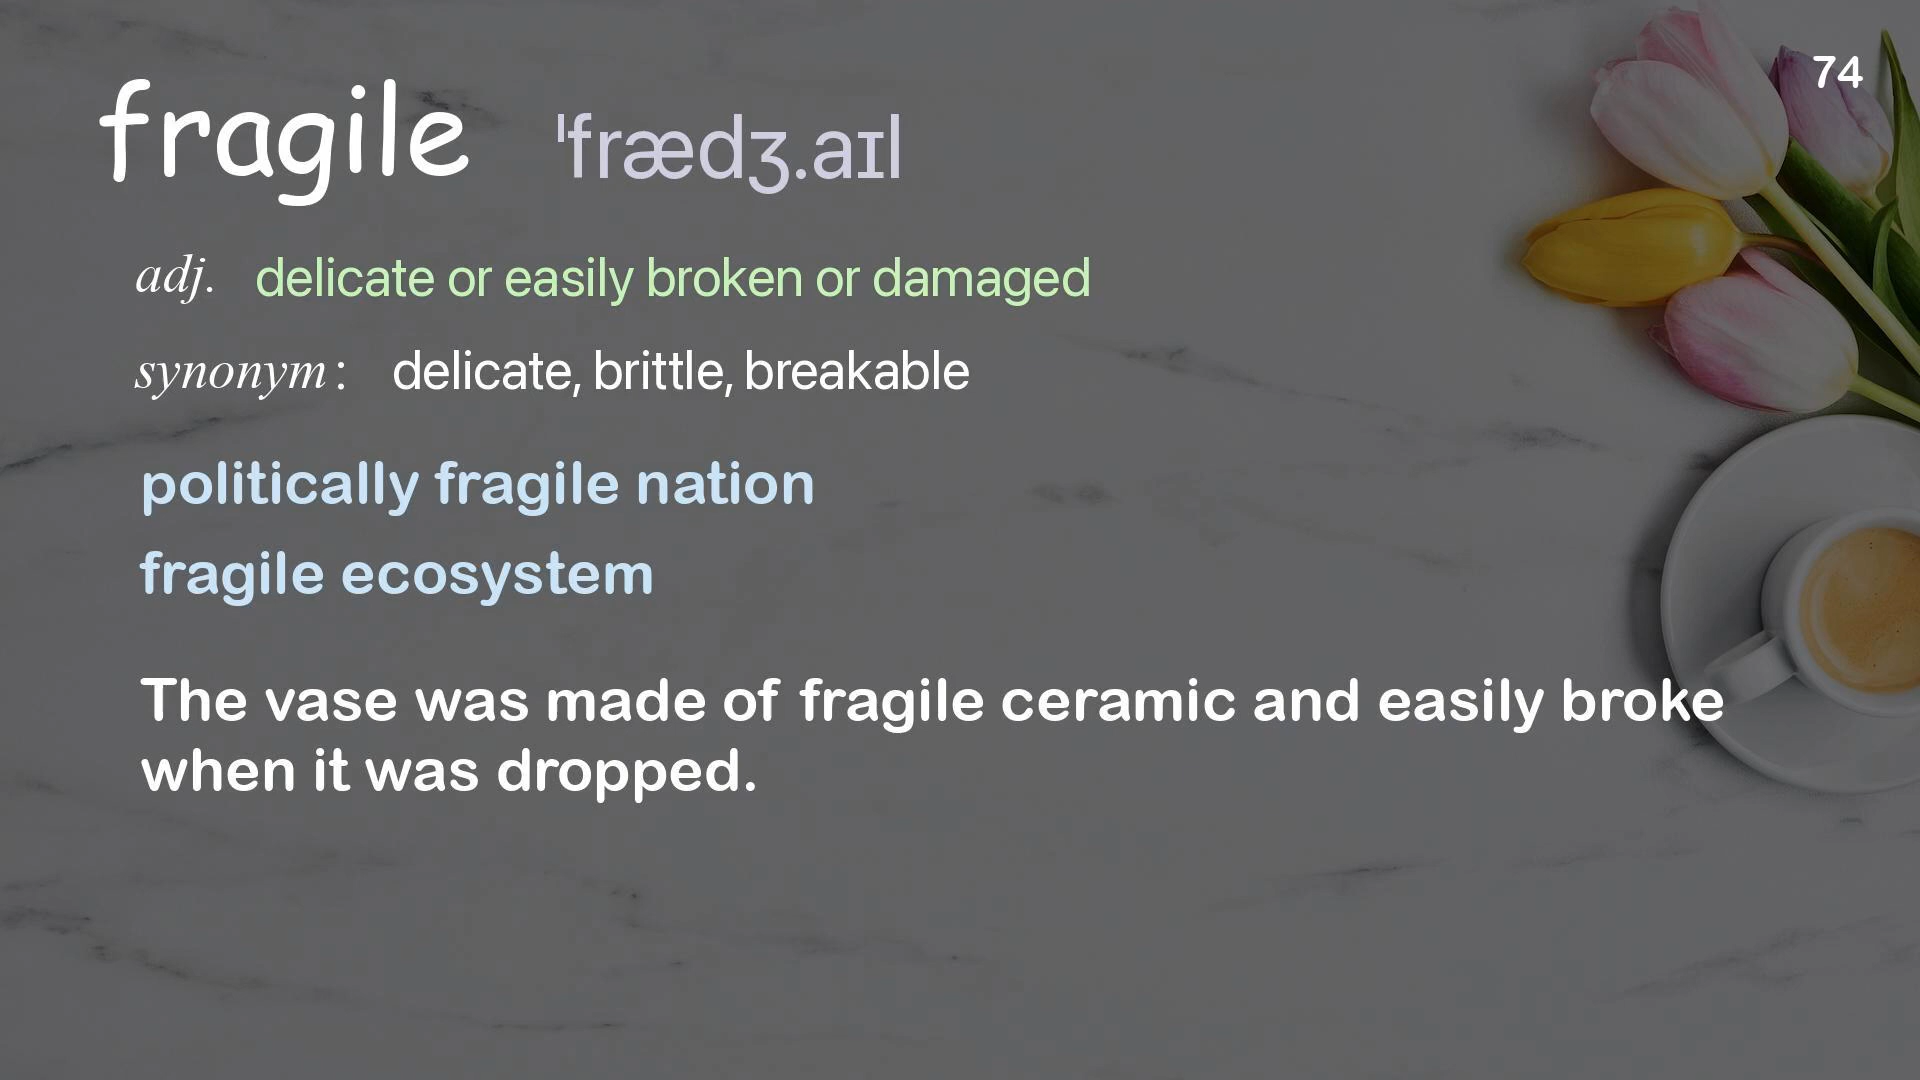 74
fragile ˈfrædʒ.aɪl
adj. delicate or easily broken or damaged
synonym: delicate, brittle, breakable
politically fragile nation
fragile ecosystem
The vase was made of fragile ceramic and easily broke
when it was dropped.